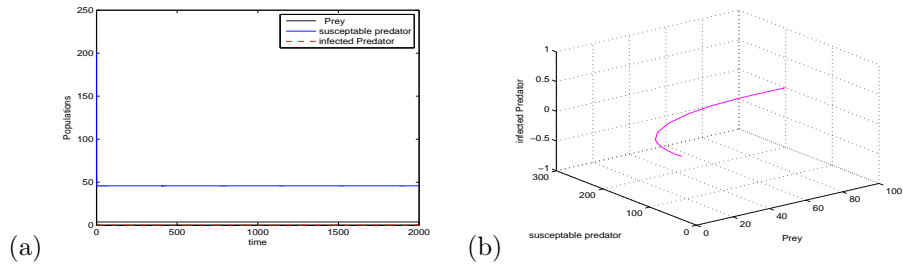 250
200
150
100
50
0
Populations
0
500
1000
1500
2000
time
Prey
susceptable predator
infected Predator
(a)
1
0.5
0
−0.5
−1
infected Predator
300
200
100
0
susceptable predator
0
20
40
60
80
100
Prey
(b)